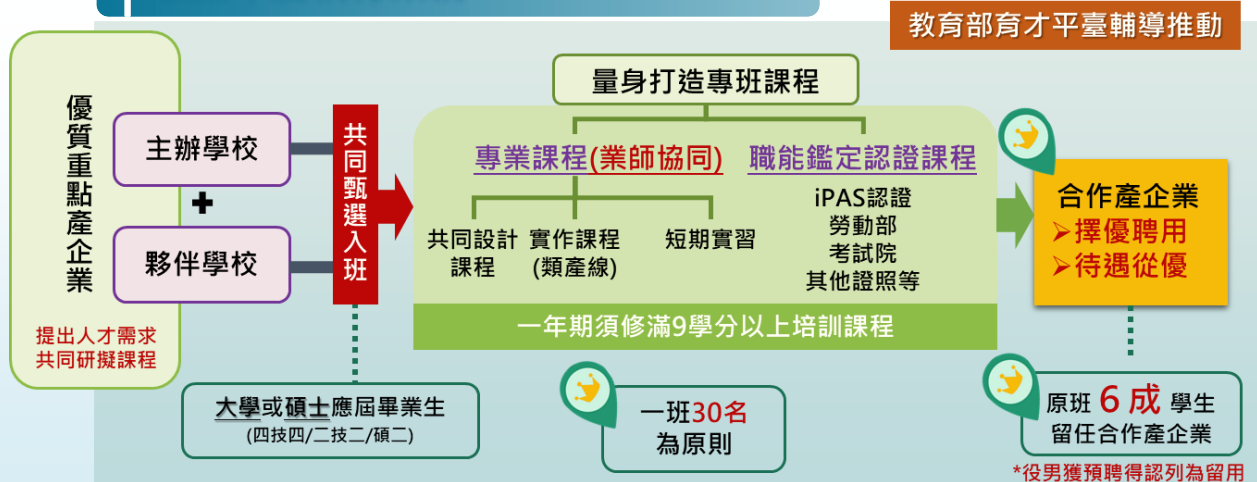 教育部育才平臺輔導推動
優質重點產企業
提出人才需求
共同研擬課程
主辦學校
+
夥伴學校
共同甄選入班
大學或碩士應屆畢業生
(四技四/二技二/碩二)
量身打造專班課程
專業課程(業師協同)
共同設計
課程
實作課程
(類產線)
短期實習
職能鑑定認證課程
iPAS認證
勞動部
考試院
其他證照等
一年期須修滿9學分以上培訓課程
一班30名
為原則
合作產企業
➢擇優聘用
➢待遇從優
原班 6 成 學生
留任合作產企業
*役男獲預聘得認列為留用